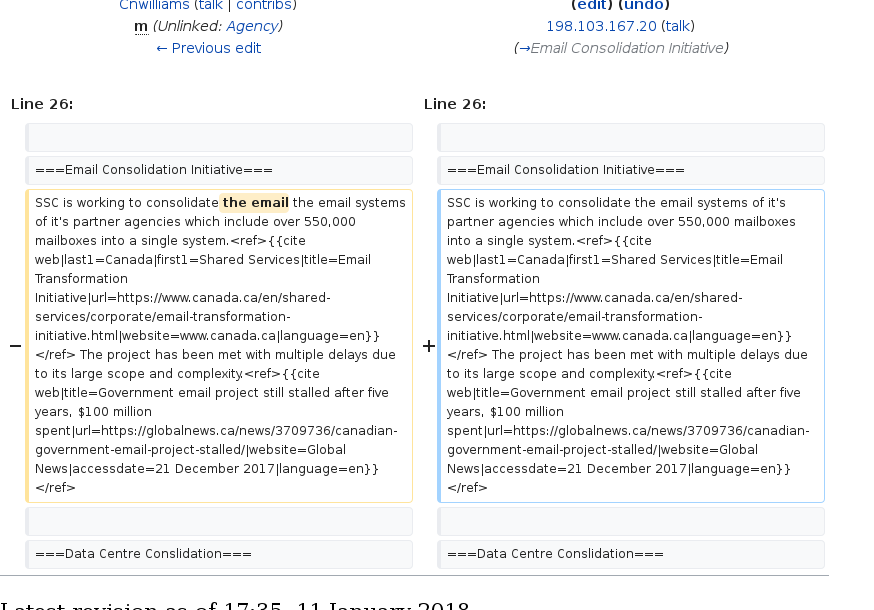 Cnwilliams (talk | contribs)
m (Unlinked: Agency)
← Previous edit
(edit) (undo)
198.103.167.20 (talk)
(→Email Consolidation Initiative)
Line 26:
Line 26:
===Email Consolidation Initiative===
===Email Consolidation Initiative===
−
SSC is working to consolidate the email the email systems
of it's partner agencies which include over 550,000
mailboxes into a single system.<ref>{{cite
web|last1=Canada|first1=Shared Services|title=Email
Transformation
Initiative|url=https://www.canada.ca/en/shared-
services/corporate/email-transformation-
initiative.html|website=www.canada.ca|language=en}}
</ref> The project has been met with multiple delays due
to its large scope and complexity.<ref>{{cite
web|title=Government email project still stalled after five
years, $100 million
spent|url=https://globalnews.ca/news/3709736/canadian-
government-email-project-stalled/|website=Global
News|accessdate=21 December 2017|language=en}}
</ref>
+
SSC is working to consolidate the email systems of it's
partner agencies which include over 550,000 mailboxes
into a single system.<ref>{{cite
web|last1=Canada|first1=Shared Services|title=Email
Transformation
Initiative|url=https://www.canada.ca/en/shared-
services/corporate/email-transformation-
initiative.html|website=www.canada.ca|language=en}}
</ref> The project has been met with multiple delays due
to its large scope and complexity.<ref>{{cite
web|title=Government email project still stalled after five
years, $100 million
spent|url=https://globalnews.ca/news/3709736/canadian-
government-email-project-stalled/|website=Global
News|accessdate=21 December 2017|language=en}}
</ref>
===Data Centre Conslidation===
===Data Centre Conslidation===
Latest revision as of 17:35, 11 January 2018